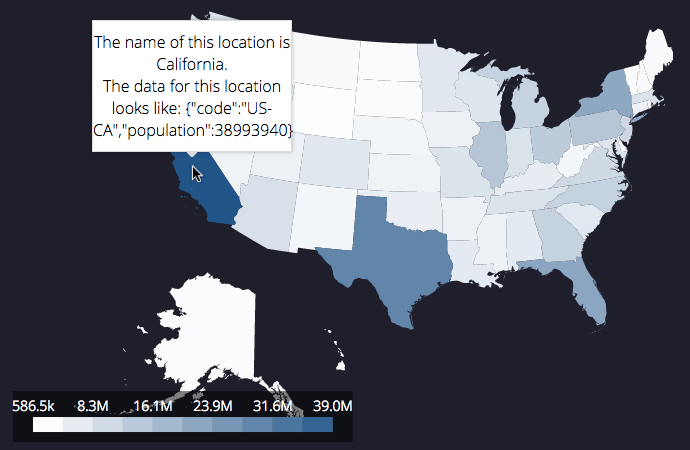 The name of this location is
California.
The data for this location
looks like: {"code":"US-
CA","population":38993940}
586.5k 8.3M 16.1M 23.9M 31.6M 39.0M